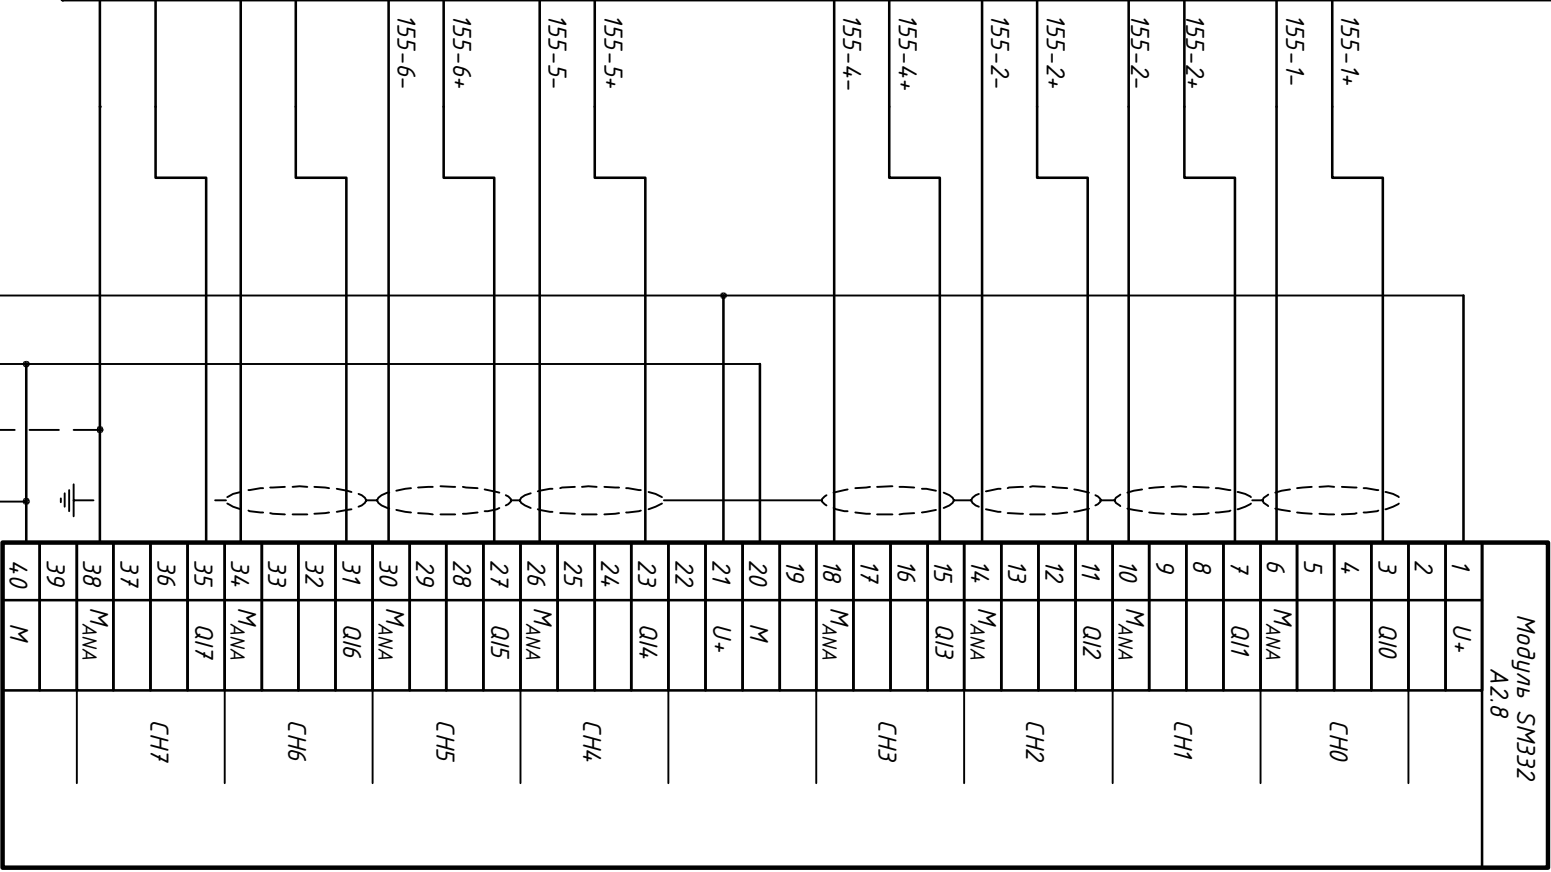 Модуль SM332
A2.8
155-1+
155-1-
155-2+
155-2-
155-2+
155-2-
155-4+
155-4-
155-5+
155-5-
155-6+
155-6-
1 U+
2
3 QI0
4
5
6 MANA
7 QI1
8
9
10 MANA
11 QI2
12
13
14 MANA
15 QI3
16
17
18 MANA
19
20 M
21 U+
22
23 QI4
24
25
26 MANA
27 QI5
28
29
30 MANA
31 QI6
32
33
34 MANA
35 QI7
36
37
38 MANA
39
40 M
CH0
CH1
CH2
CH3
CH4
CH5
CH6
CH7